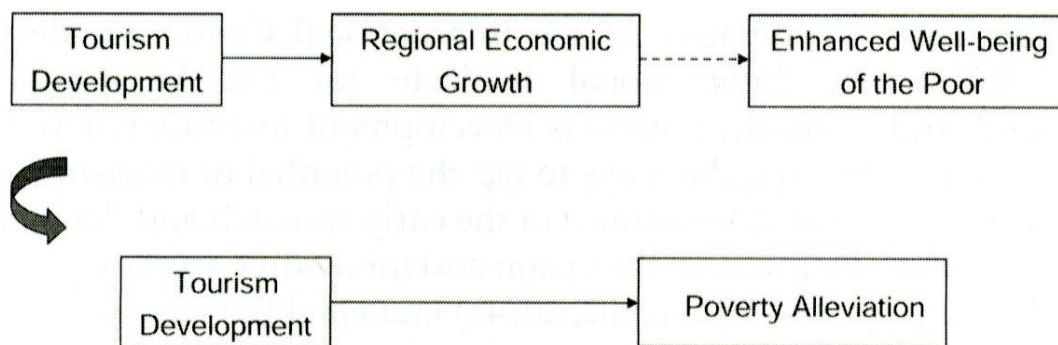 Tourism
Development
Regional Economic
Growth
Enhanced Well-being
of the Poor
Tourism
Development
Poverty Alleviation